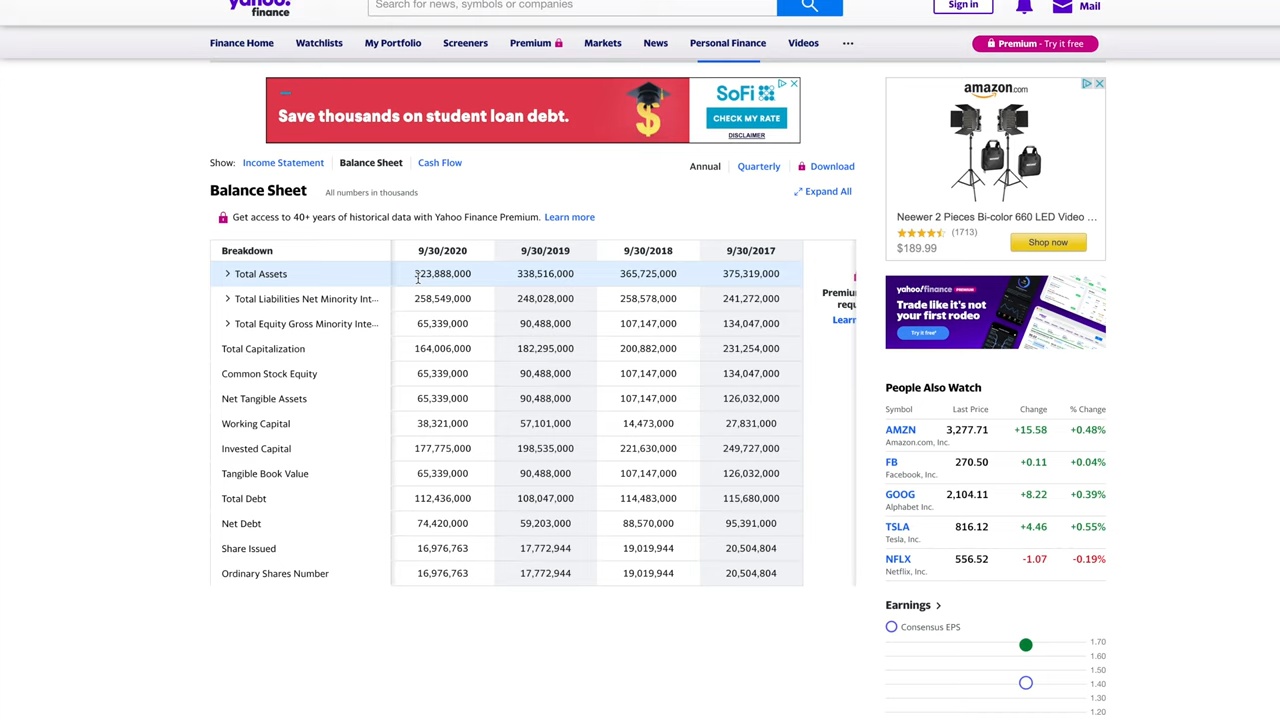 yahoo!
finance
Search for news, symbols or companies
Sign in
Mail
Finance Home Watchlists My Portfolio Screeners Premium Markets News Personal Finance Videos ...
Premium - Try it free
Save thousands on student loan debt.
SoFi
CHECK MY RATE
DISCLAIMER
amazon.com
Neewer 2 Pieces Bi-color 660 LED Video ...
(1713)
$189.99
Shop now
Show: Income Statement Balance Sheet Cash Flow
Annual Quarterly Download
Balance Sheet All numbers in thousands
Expand All
Get access to 40+ years of historical data with Yahoo Finance Premium. Learn more
Breakdown 9/30/2020 9/30/2019 9/30/2018 9/30/2017
Total Assets 323,888,000 338,516,000 365,725,000 375,319,000
Total Liabilities Net Minority Int... 258,549,000 248,028,000 258,578,000 241,272,000
Total Equity Gross Minority Inte... 65,339,000 90,488,000 107,147,000 134,047,000
Total Capitalization 164,006,000 182,295,000 200,882,000 231,254,000
Common Stock Equity 65,339,000 90,488,000 107,147,000 134,047,000
Net Tangible Assets 65,339,000 90,488,000 107,147,000 126,032,000
Working Capital 38,321,000 57,101,000 14,473,000 27,831,000
Invested Capital 177,775,000 198,535,000 221,630,000 249,727,000
Tangible Book Value 65,339,000 90,488,000 107,147,000 126,032,000
Total Debt 112,436,000 108,047,000 114,483,000 115,680,000
Net Debt 74,420,000 59,203,000 88,570,000 95,391,000
Share Issued 16,976,763 17,772,944 19,019,944 20,504,804
Ordinary Shares Number 16,976,763 17,772,944 19,019,944 20,504,804
Premiu
requ
Learn
yahoo!finance PREMIUM
Trade like it's not
your first rodeo
Try it free*
People Also Watch
Symbol Last Price Change % Change
AMZN 3,277.71 +15.58 +0.48%
Amazon.com, Inc.
FB 270.50 +0.11 +0.04%
Facebook, Inc.
GOOG 2,104.11 +8.22 +0.39%
Alphabet Inc.
TSLA 816.12 +4.46 +0.55%
Tesla, Inc.
NFLX 556.52 -1.07 -0.19%
Netflix, Inc.
Earnings
Consensus EPS
1.70
1.60
1.50
1.40
1.30
1.20